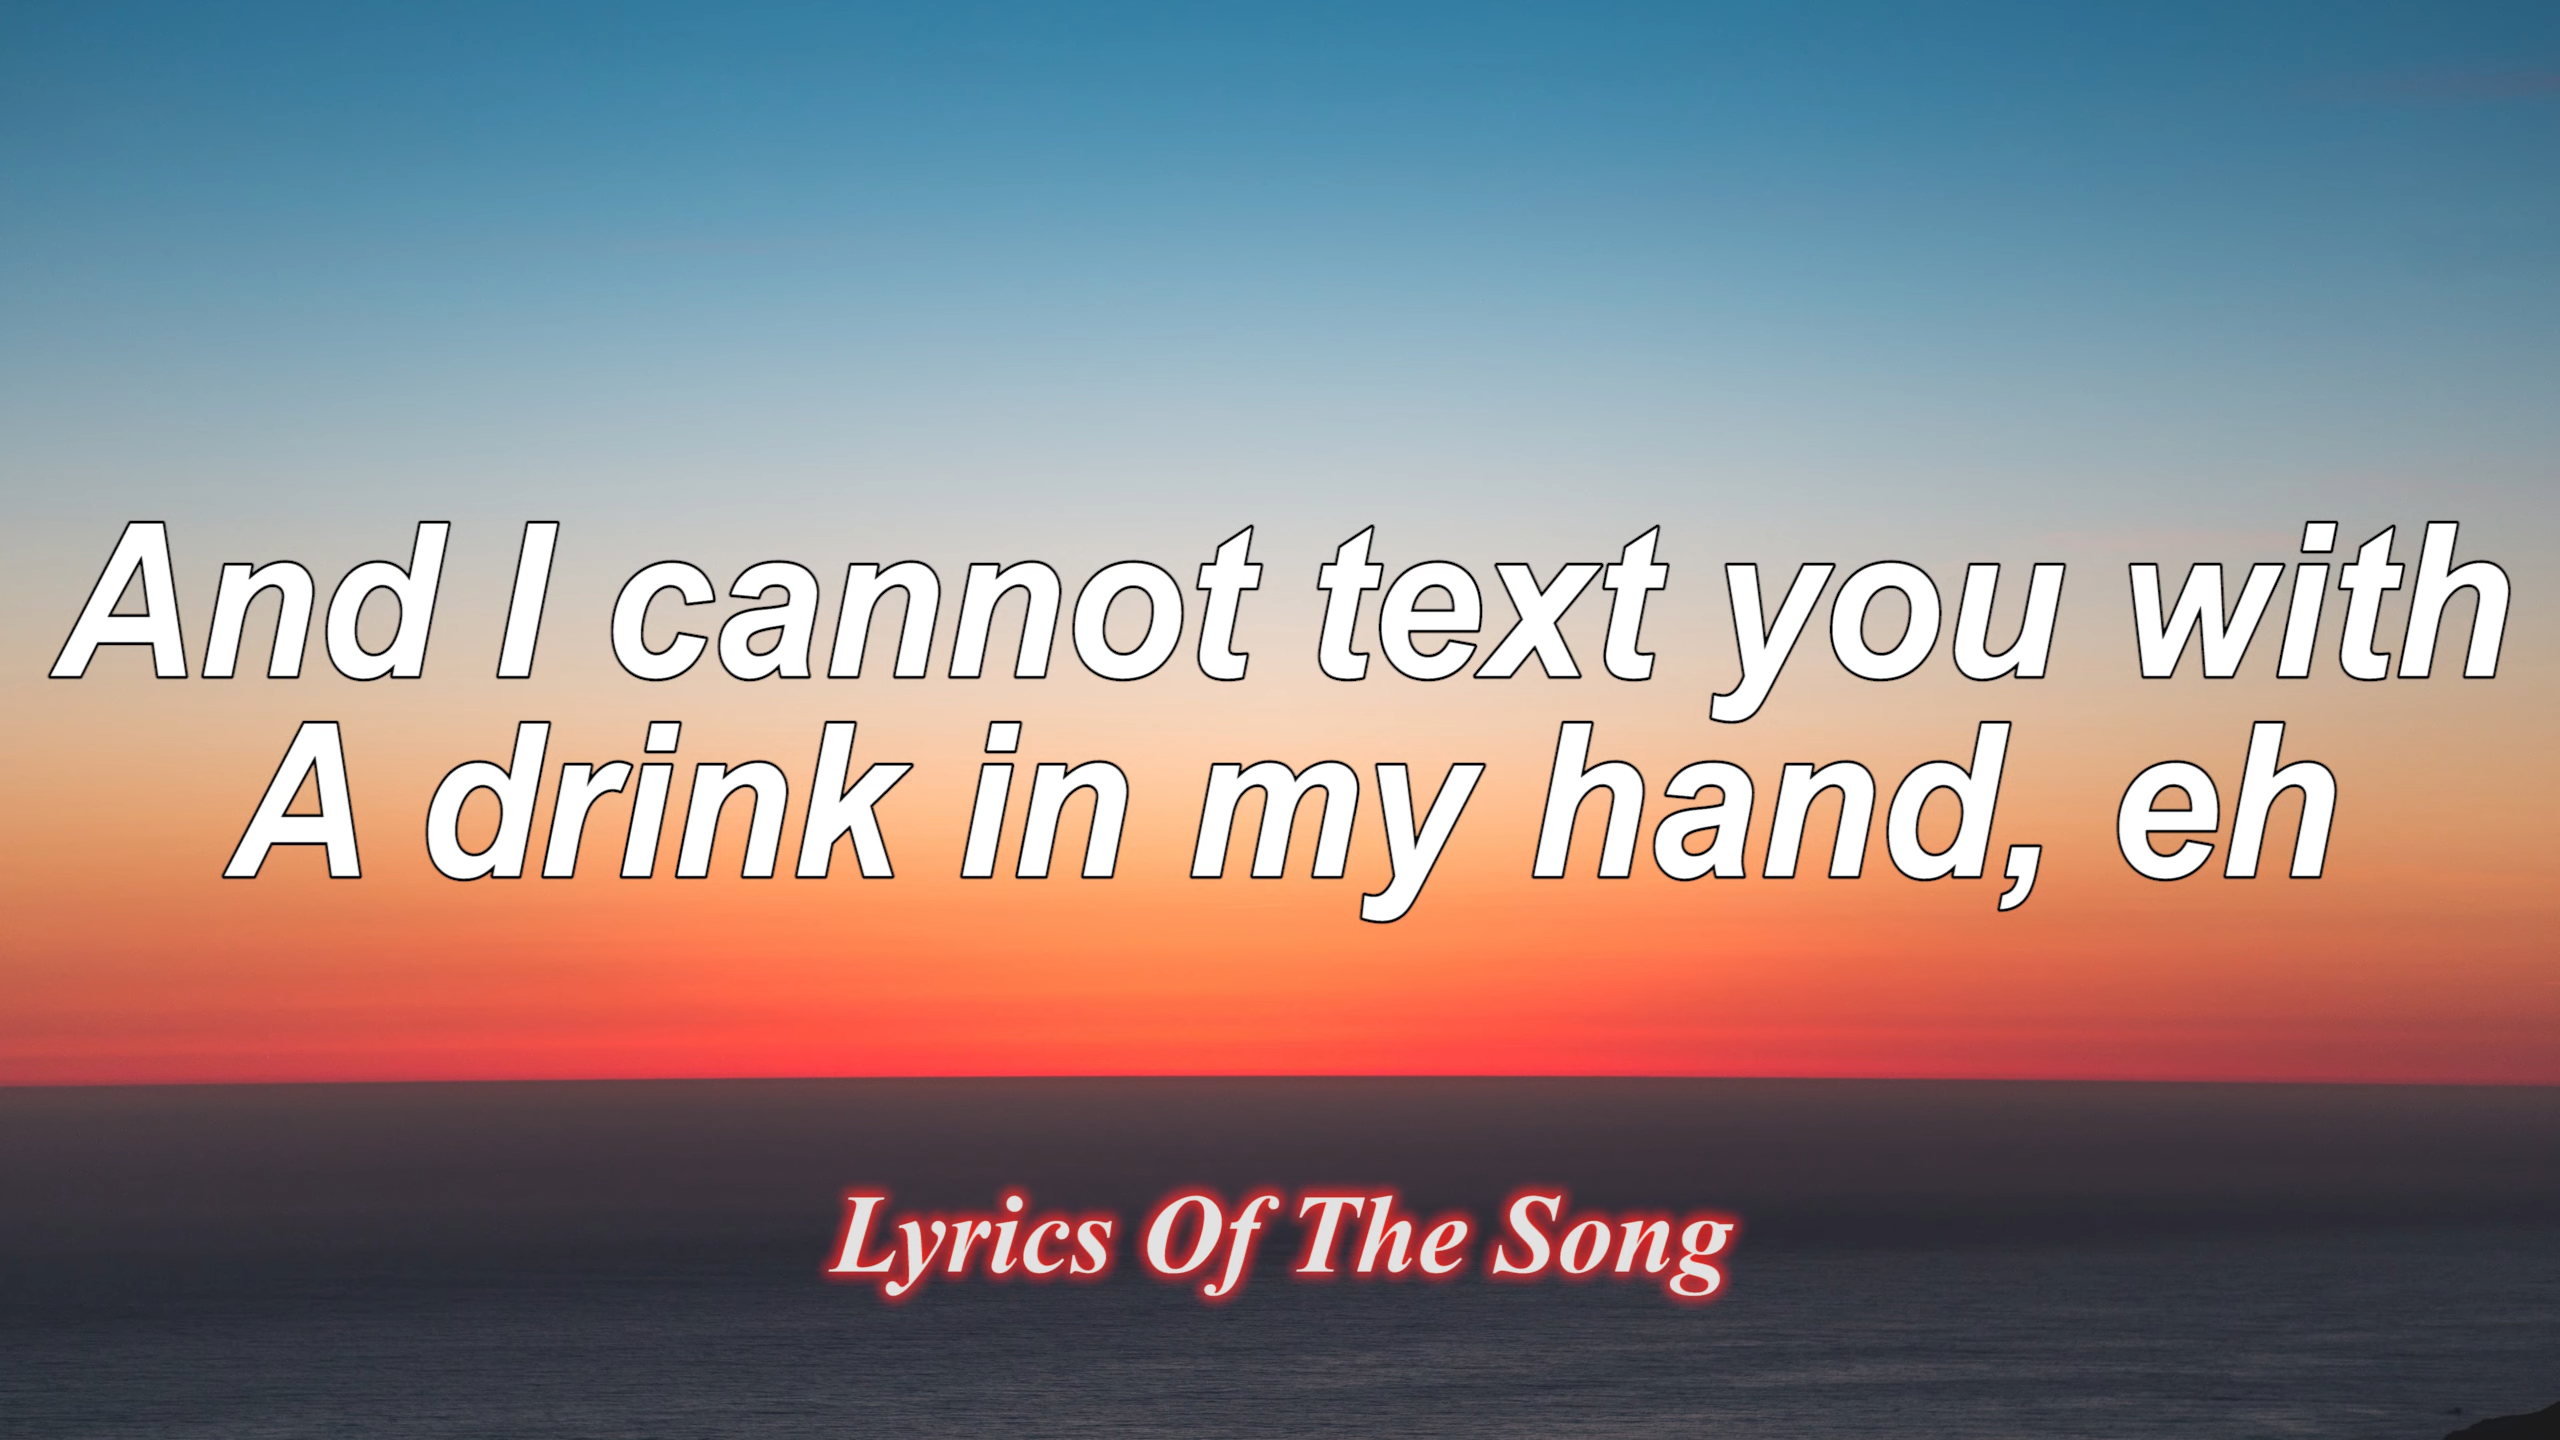 And I cannot text you with
A drink in my hand, eh
Lyrics Of The Song